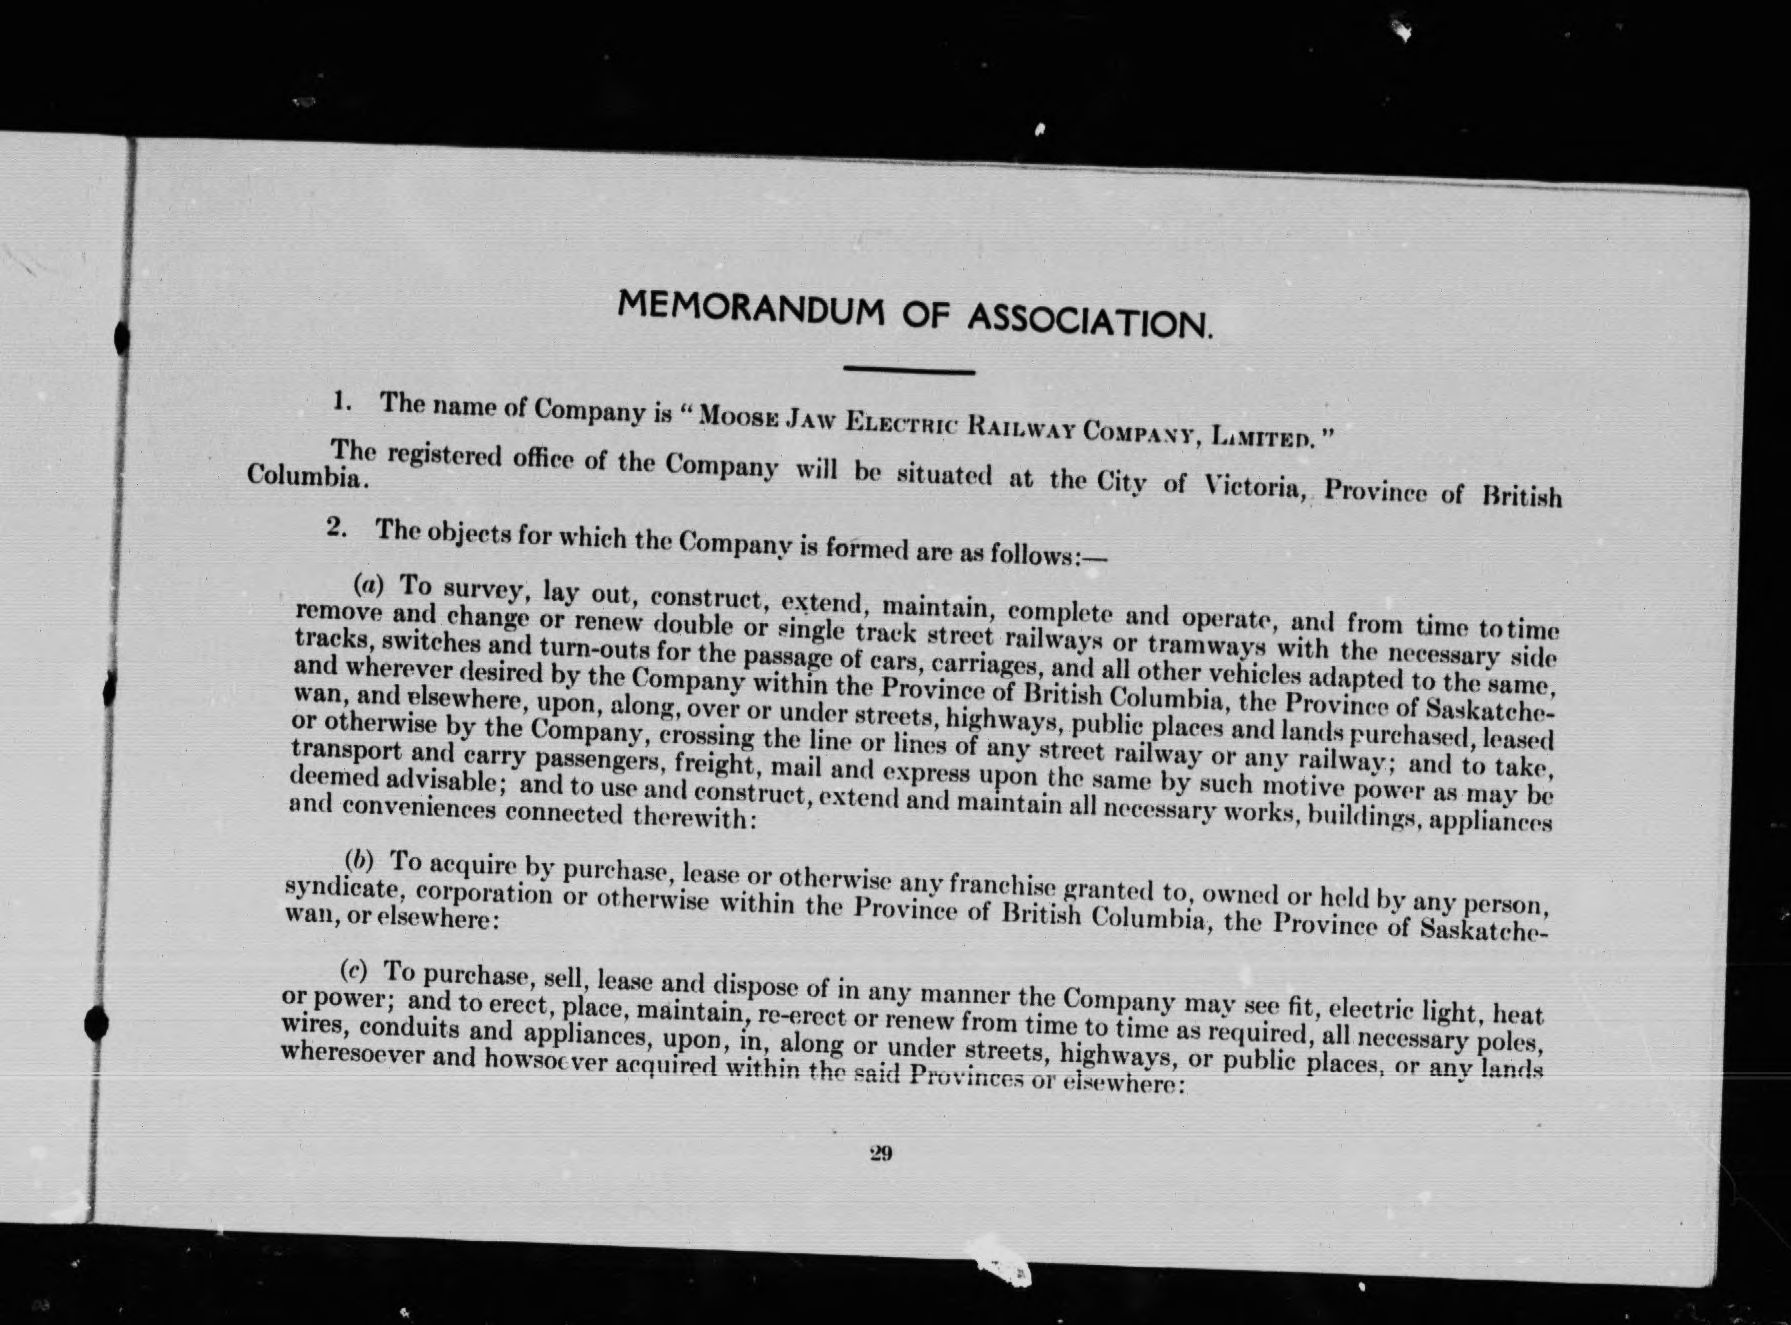 MEMORANDUM OF ASSOCIATION.
1. The name of Company is “ MOOSE JAW ELECTRIC RAILWAY COMPANY, LIMITED. ”
The registered office of the Company will be situated at the City of Victoria, Province of British
Columbia.
2. The objects for which the Company is formed are as follows:—
(a) To survey, lay out, construct, extend, maintain, complete and operate, and from time to time
remove and change or renew double or single track street railways or tramways with the necessary side
tracks, switches and turn-outs for the passage of cars, carriages, and all other vehicles adapted to the same,
and wherever desired by the Company within the Province of British Columbia, the Province of Saskatche-
wan, and elsewhere, upon, along, over or under streets, highways, public places and lands purchased, leased
or otherwise by the Company, crossing the line or lines of any street railway or any railway; and to take,
transport and carry passengers, freight, mail and express upon the same by such motive power as may be
deemed advisable; and to use and construct, extend and maintain all necessary works, buildings, appliances
and conveniences connected therewith:
(b) To acquire by purchase, lease or otherwise any franchise granted to, owned or held by any person,
syndicate, corporation or otherwise within the Province of British Columbia, the Province of Saskatche-
wan, or elsewhere:
(c) To purchase, sell, lease and dispose of in any manner the Company may see fit, electric light, heat
or power; and to erect, place, maintain, re-erect or renew from time to time as required, all necessary poles,
wires, conduits and appliances, upon, in, along or under streets, highways, or public places, or any lands
wheresoever and howsoever acquired within the said Provinces or elsewhere:
29